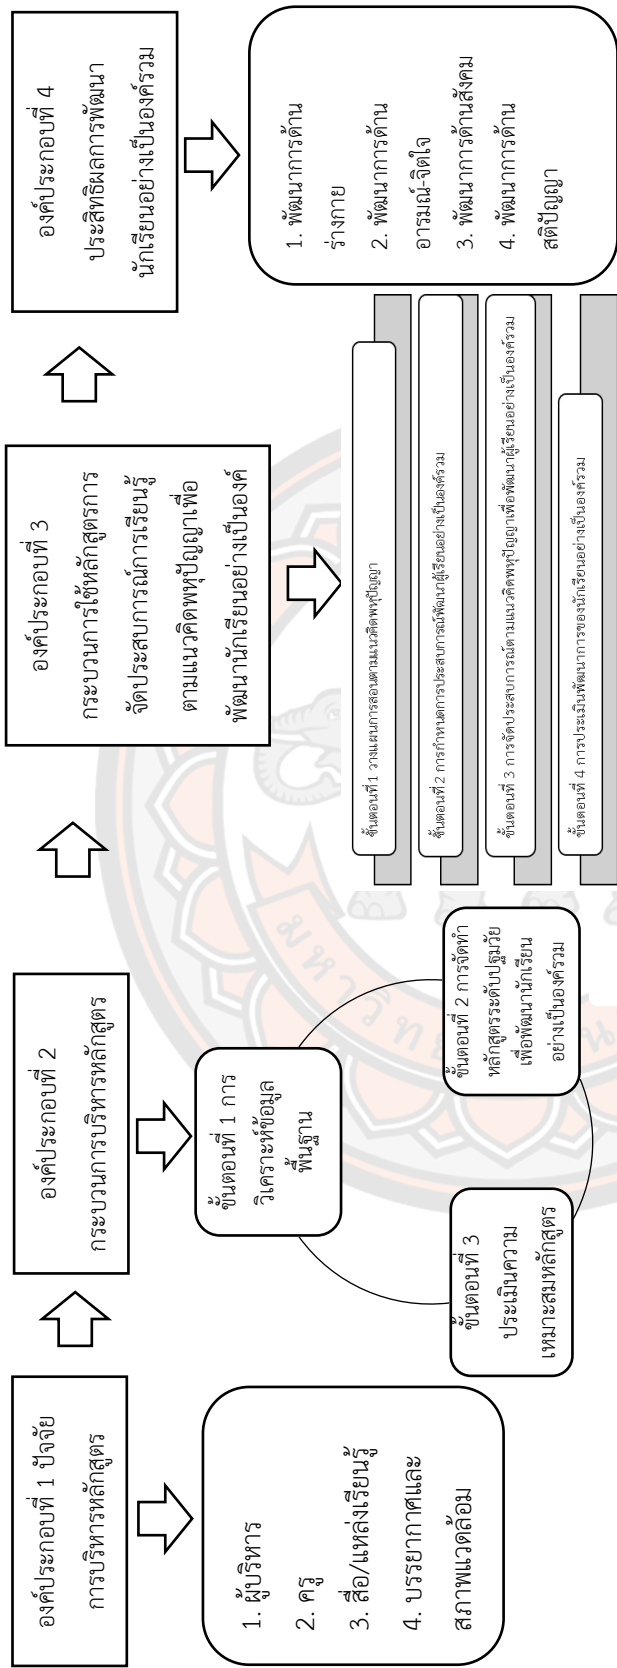 องค์ประกอบที่ 1 ปัจจัย
การบริหารหลักสูตร
1. ผู้บริหาร
2. ครู
3. สื่อ/แหล่งเรียนรู้
4. บรรยากาศและ
สภาพแวดล้อม
องค์ประกอบที่ 2
กระบวนการบริหารหลักสูตร
ขั้นตอนที่ 1 การ
วิเคราะห์ข้อมูล
พื้นฐาน
ขั้นตอนที่ 2 การจัดทำ
หลักสูตรระดับปฐมวัย
เพื่อพัฒนานักเรียน
อย่างเป็นองค์รวม
ขั้นตอนที่ 3
ประเมินความ
เหมาะสมหลักสูตร
องค์ประกอบที่ 3
กระบวนการใช้หลักสูตรการ
จัดประสบการณ์การเรียนรู้
ตามแนวคิดพหุปัญญาเพื่อ
พัฒนานักเรียนอย่างเป็นองค์
ขั้นตอนที่ 1 วางแผนการสอนตามแนวคิดพหุปัญญา
ขั้นตอนที่ 2 การกำหนดการประสบการณ์พัฒนาผู้เรียนอย่างเป็นองค์รวม
ขั้นตอนที่ 3 การจัดประสบการณ์ตามแนวคิดพหุปัญญาเพื่อพัฒนาผู้เรียนอย่างเป็นองค์รวม
ขั้นตอนที่ 4 การประเมินพัฒนาการของนักเรียนอย่างเป็นองค์รวม
องค์ประกอบที่ 4
ประสิทธิผลการพัฒนา
นักเรียนอย่างเป็นองค์รวม
1. พัฒนาการด้าน
ร่างกาย
2. พัฒนาการด้าน
อารมณ์-จิตใจ
3. พัฒนาการด้านสังคม
4. พัฒนาการด้าน
สติปัญญา